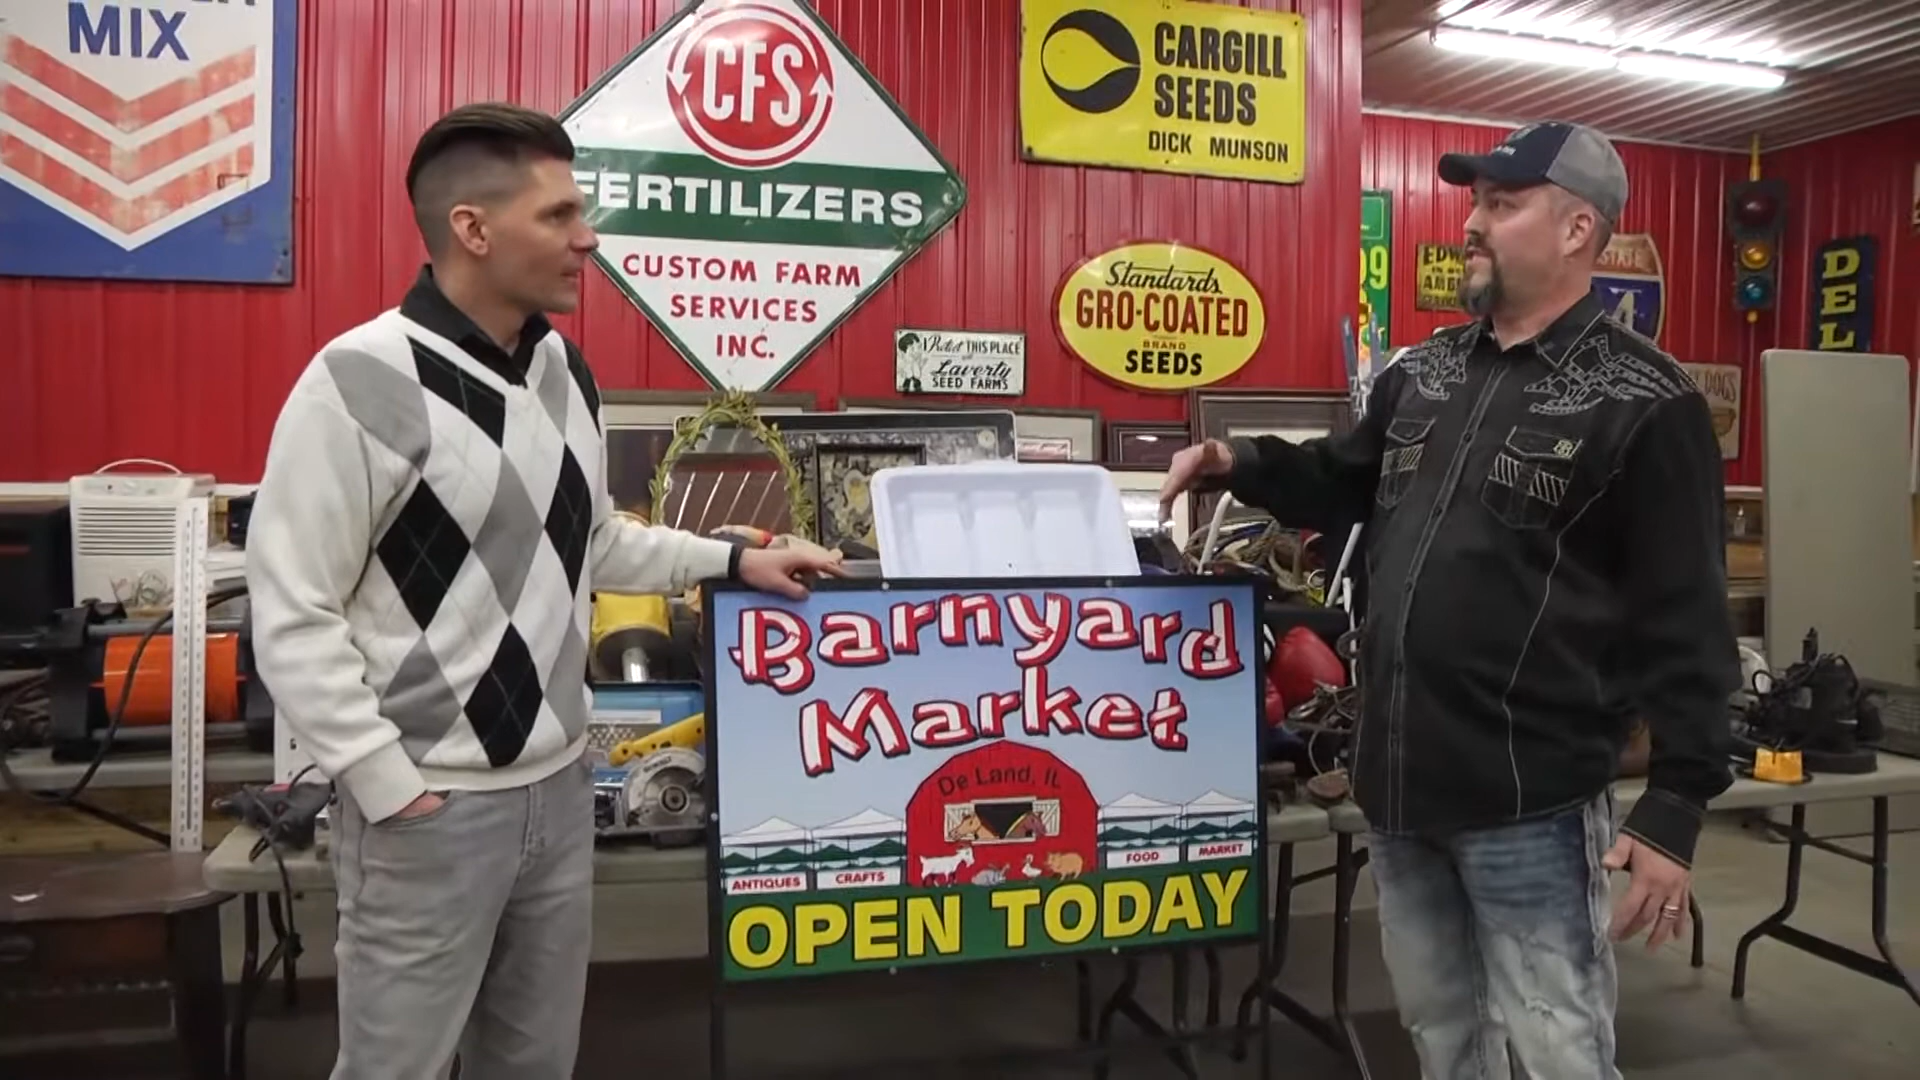 MIX
CFS
FERTILIZERS
CUSTOM FARM
SERVICES
INC.
CARGILL
SEEDS
DICK MUNSON
Standards
GRO-COATED
BRAND
SEEDS
THIS PLACE
Laverty
SEED FARMS
DEL
Barnyard
Market
De Land, IL
ANTIQUES
CRAFTS
FOOD
MARKET
OPEN TODAY